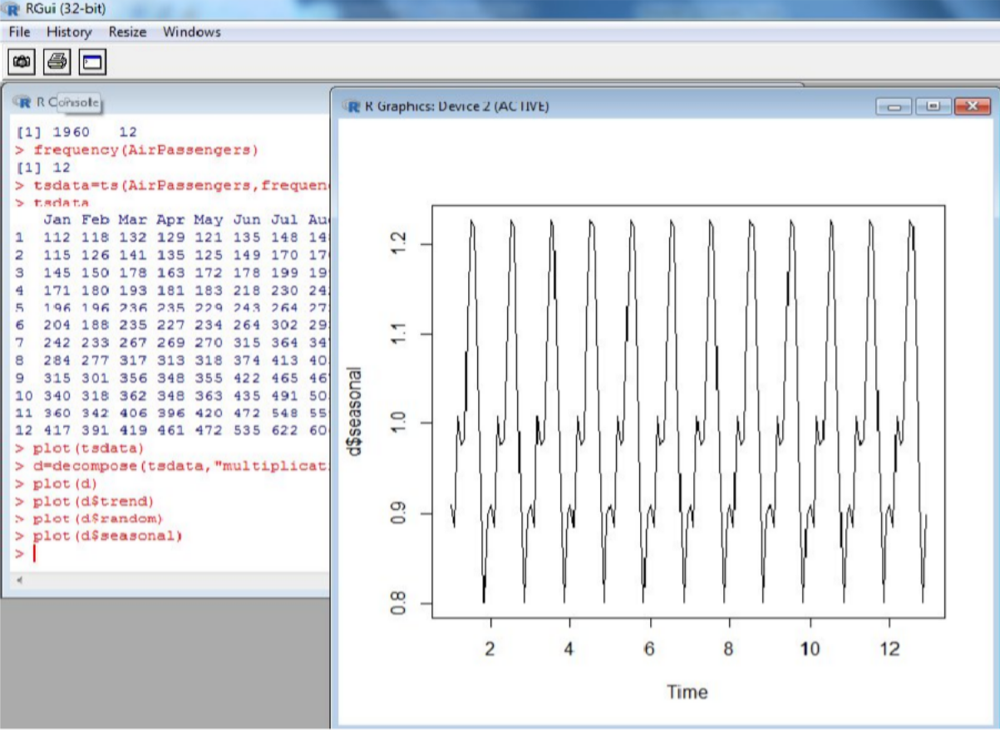 RGui (32-bit)
File History Resize Windows
R Console
[1] 1960 12
> frequency(AirPassengers)
[1] 12
> tsdata=ts(AirPassengers,frequen
> tsdata
Jan Feb Mar Apr May Jun Jul Au
1 112 118 132 129 121 135 148 14
2 115 126 141 135 125 149 170 17
3 145 150 178 163 172 178 199 19
4 171 180 193 181 183 218 230 24
5 196 196 236 235 229 243 264 27
6 204 188 235 227 234 264 302 29
7 242 233 267 269 270 315 364 34
8 284 277 317 313 318 374 413 40
9 315 301 356 348 355 422 465 46
10 340 318 362 348 363 435 491 50
11 360 342 406 396 420 472 548 55
12 417 391 419 461 472 535 622 60
> plot(tsdata)
> d=decompose(tsdata,"multiplicat
> plot(d)
> plot(d$trend)
> plot(d$random)
> plot(d$seasonal)
>
R Graphics: Device 2 (ACTIVE)
d$seasonal
1.2
1.1
1.0
0.9
0.8
2 4 6 8 10 12
Time